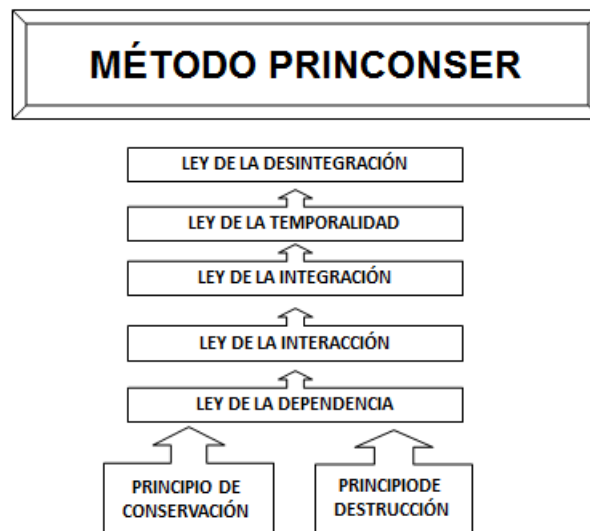 MÉTODO PRINCONSER
LEY DE LA DESINTEGRACIÓN
LEY DE LA TEMPORALIDAD
LEY DE LA INTEGRACIÓN
LEY DE LA INTERACCIÓN
LEY DE LA DEPENDENCIA
PRINCIPIO DE
CONSERVACIÓN
PRINCIPIODE
DESTRUCCIÓN